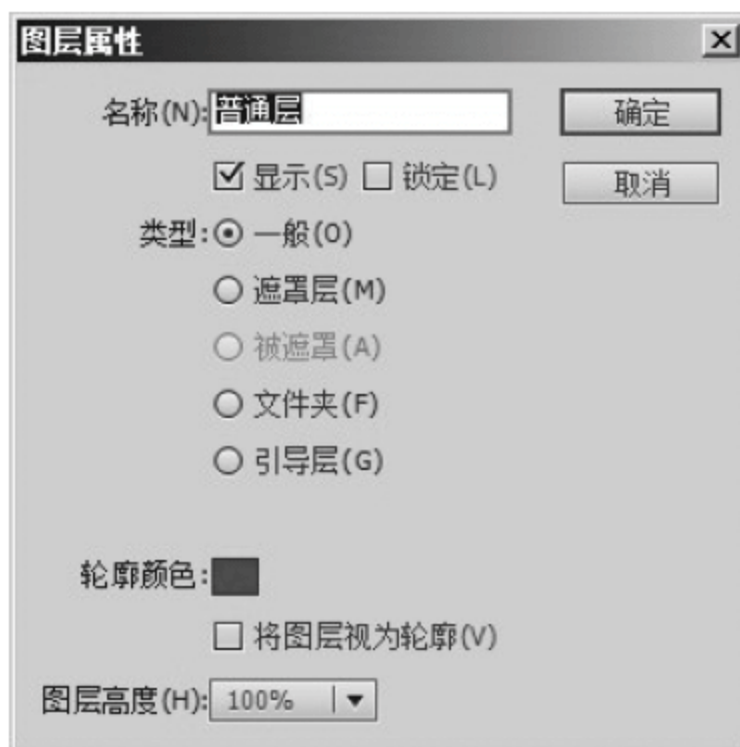 图层属性
名称(N):普通层 确定
显示(S) 锁定(L) 取消
类型: 一般(O)
遮罩层(M)
被遮罩(A)
文件夹(F)
引导层(G)
轮廓颜色:
将图层视为轮廓(V)
图层高度(H): 100%